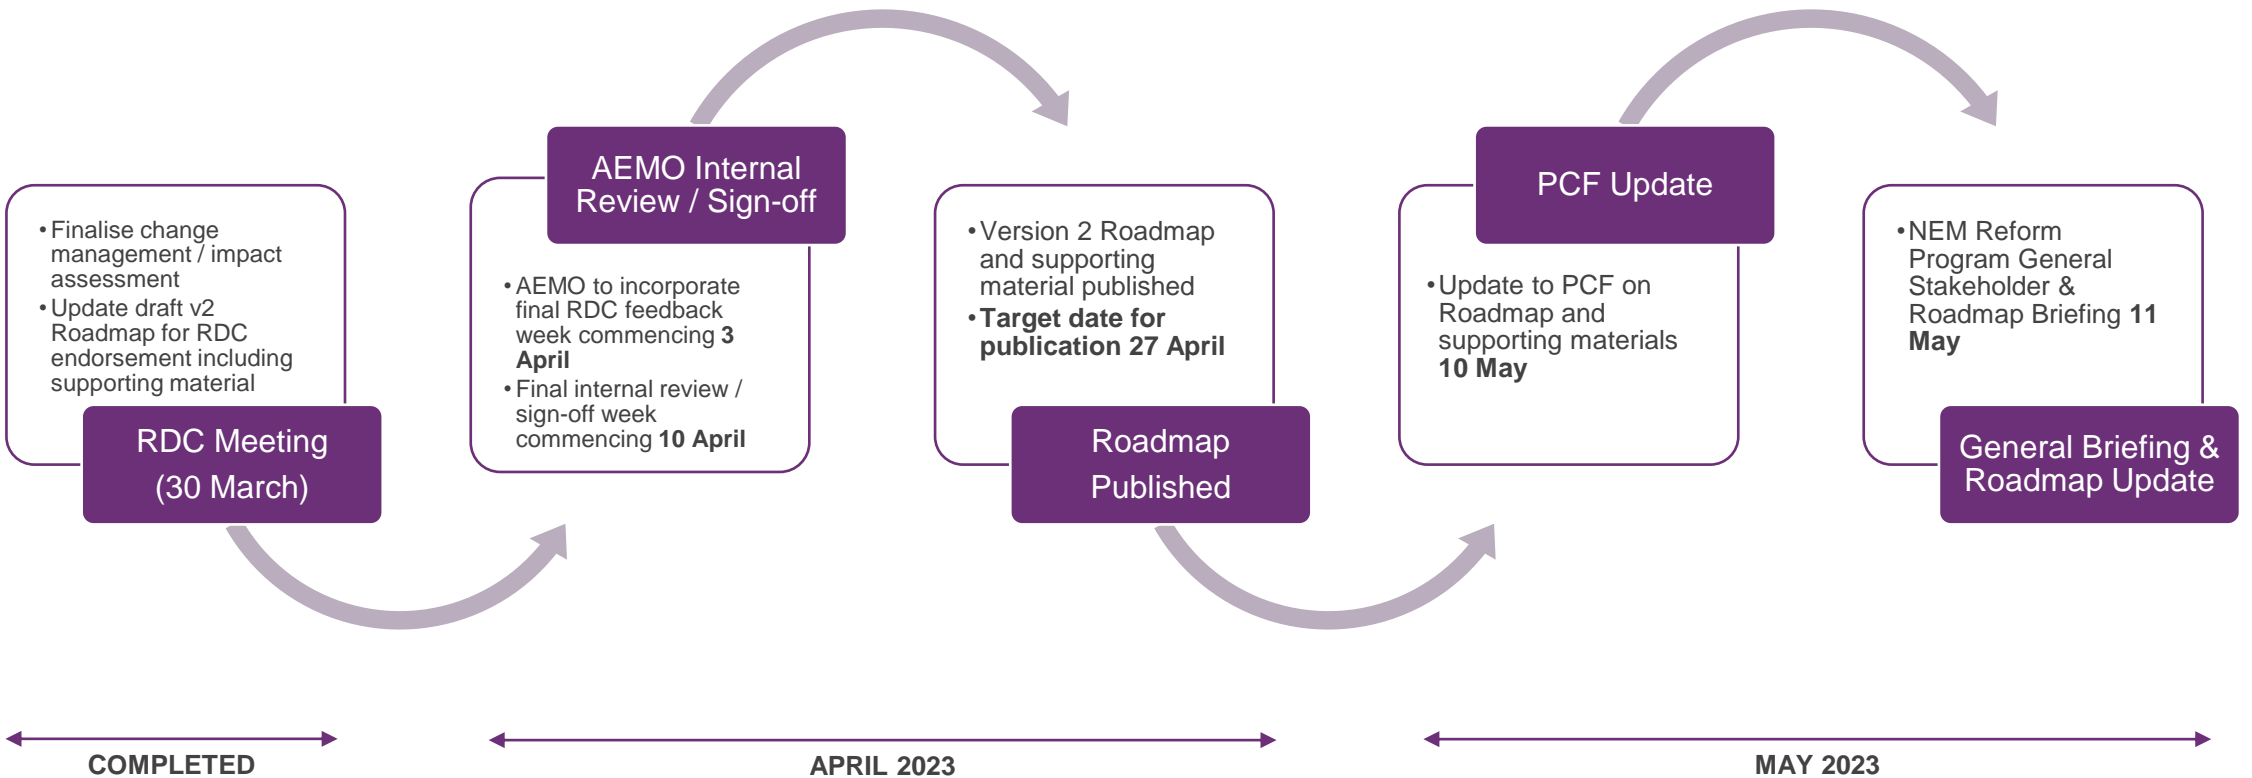 • Finalise change
management / impact
assessment
• Update draft v2
Roadmap for RDC
endorsement including
supporting material
RDC Meeting
(30 March)
AEMO Internal
Review / Sign-off
• AEMO to incorporate
final RDC feedback
week commencing 3
April
• Final internal review /
sign-off week
commencing 10 April
• Version 2 Roadmap
and supporting
material published
• Target date for
publication 27 April
Roadmap
Published
PCF Update
• Update to PCF on
Roadmap and
supporting materials
10 May
• NEM Reform
Program General
Stakeholder &
Roadmap Briefing 11
May
General Briefing &
Roadmap Update
COMPLETED
APRIL 2023
MAY 2023